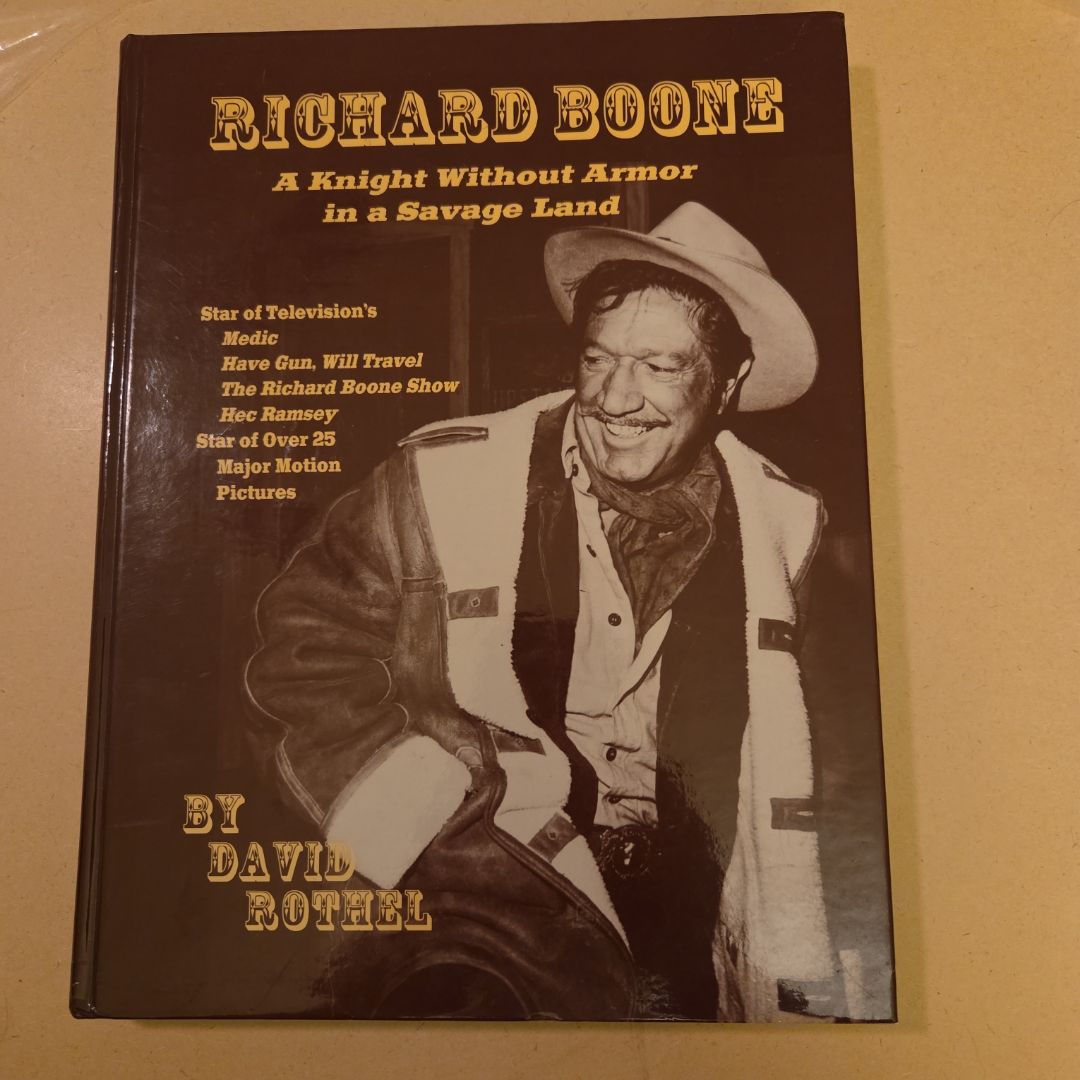 RICHARD BOONE
A Knight Without Armor
in a Savage Land
Star of Television's
Medic
Have Gun, Will Travel
The Richard Boone Show
Hec Ramsey
Star of Over 25
Major Motion
Pictures
BY
DAVID
ROTHEL